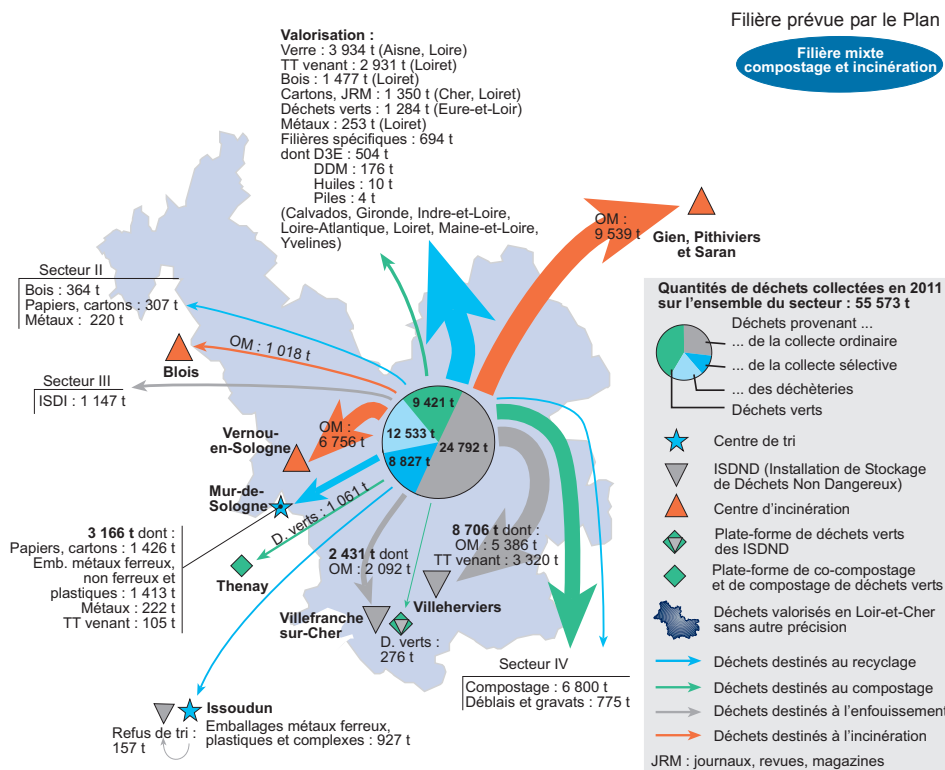 Filière prévue par le Plan
Filière mixte
compostage et incinération
Valorisation :
Verre : 3 934 t (Aisne, Loire)
TT venant : 2 931 t (Loiret)
Bois : 1 477 t (Loiret)
Cartons, JRM : 1 350 t (Cher, Loiret)
Déchets verts : 1 284 t (Eure-et-Loir)
Métaux : 253 t (Loiret)
Filières spécifiques : 694 t
dont D3E : 504 t
DDM : 176 t
Huiles : 10 t
Piles : 4 t
(Calvados, Gironde, Indre-et-Loire,
Loire-Atlantique, Loiret, Maine-et-Loire,
Yvelines)
OM :
9 539 t
Gien, Pithiviers
et Saran
Secteur II
Bois : 364 t
Papiers, cartons : 307 t
Métaux : 220 t
OM : 1 018 t
Blois
Secteur III
ISDI : 1 147 t
9 421 t
12 533 t
24 792 t
8 827 t
Vernou-
en-Sologne
OM :
6 756 t
Mur-de-
Sologne
D. verts : 1 061 t
3 166 t dont :
Papiers, cartons : 1 426 t
Emb. métaux ferreux,
non ferreux et
plastiques : 1 413 t
Métaux : 222 t
TT venant : 105 t
Thenay
2 431 t dont
OM : 2 092 t
8 706 t dont :
OM : 5 386 t
TT venant : 3 320 t
Villefranche
sur-Cher
Villeherviers
D. verts :
276 t
Secteur IV
Compostage : 6 800 t
Déblais et gravats : 775 t
Issoudun
Emballages métaux ferreux,
plastiques et complexes : 927 t
Refus de tri :
157 t
Quantités de déchets collectées en 2011
sur l'ensemble du secteur : 55 573 t
Déchets provenant ...
... de la collecte ordinaire
... de la collecte sélective
... des déchèteries
Déchets verts
Centre de tri
ISDND (Installation de Stockage
de Déchets Non Dangereux)
Centre d'incinération
Plate-forme de déchets verts
des ISDND
Plate-forme de co-compostage
et de compostage de déchets verts
Déchets valorisés en Loir-et-Cher
sans autre précision
Déchets destinés au recyclage
Déchets destinés au compostage
Déchets destinés à l'enfouissement
Déchets destinés à l'incinération
JRM : journaux, revues, magazines